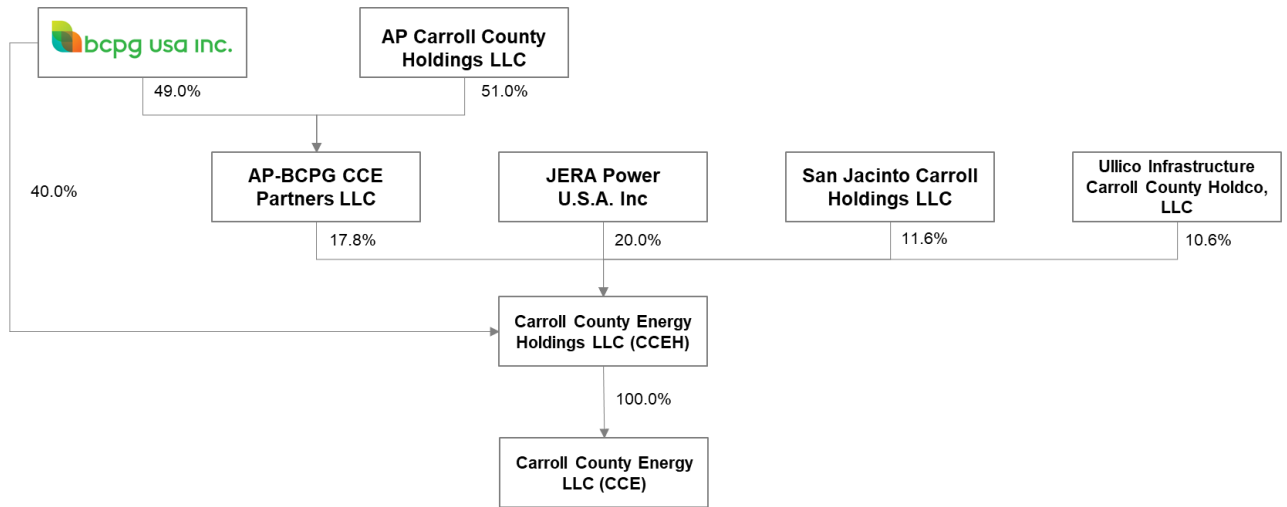 bcpg usa inc.
AP Carroll County
Holdings LLC
49.0%
51.0%
40.0%
AP-BCPG CCE
Partners LLC
JERA Power
U.S.A. Inc
San Jacinto Carroll
Holdings LLC
Ullico Infrastructure
Carroll County Holdco,
LLC
17.8%
20.0%
11.6%
10.6%
Carroll County Energy
Holdings LLC (CCEH)
100.0%
Carroll County Energy
LLC (CCE)